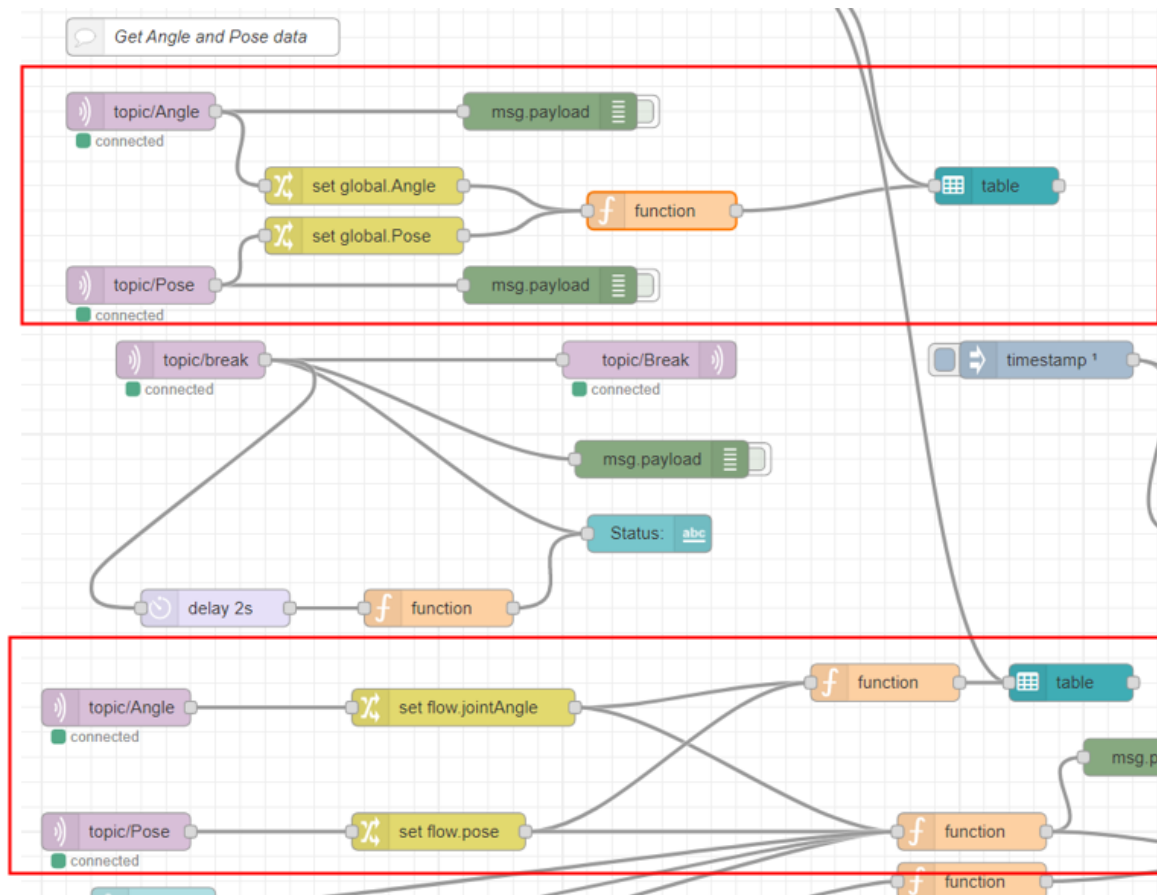 Get Angle and Pose data
topic/Angle
msg.payload
connected
set global.Angle
table
function
set global.Pose
topic/Pose
msg.payload
connected
topic/break
topic/Break
timestamp ¹
connected
connected
msg.payload
Status:
abc
delay 2s
function
function
table
topic/Angle
set flow.jointAngle
connected
msg.p
topic/Pose
set flow.pose
function
connected
function